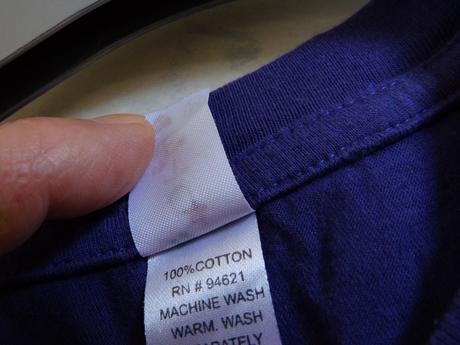 100%COTTON
RN # 94621
MACHINE WASH
WARM. WASH